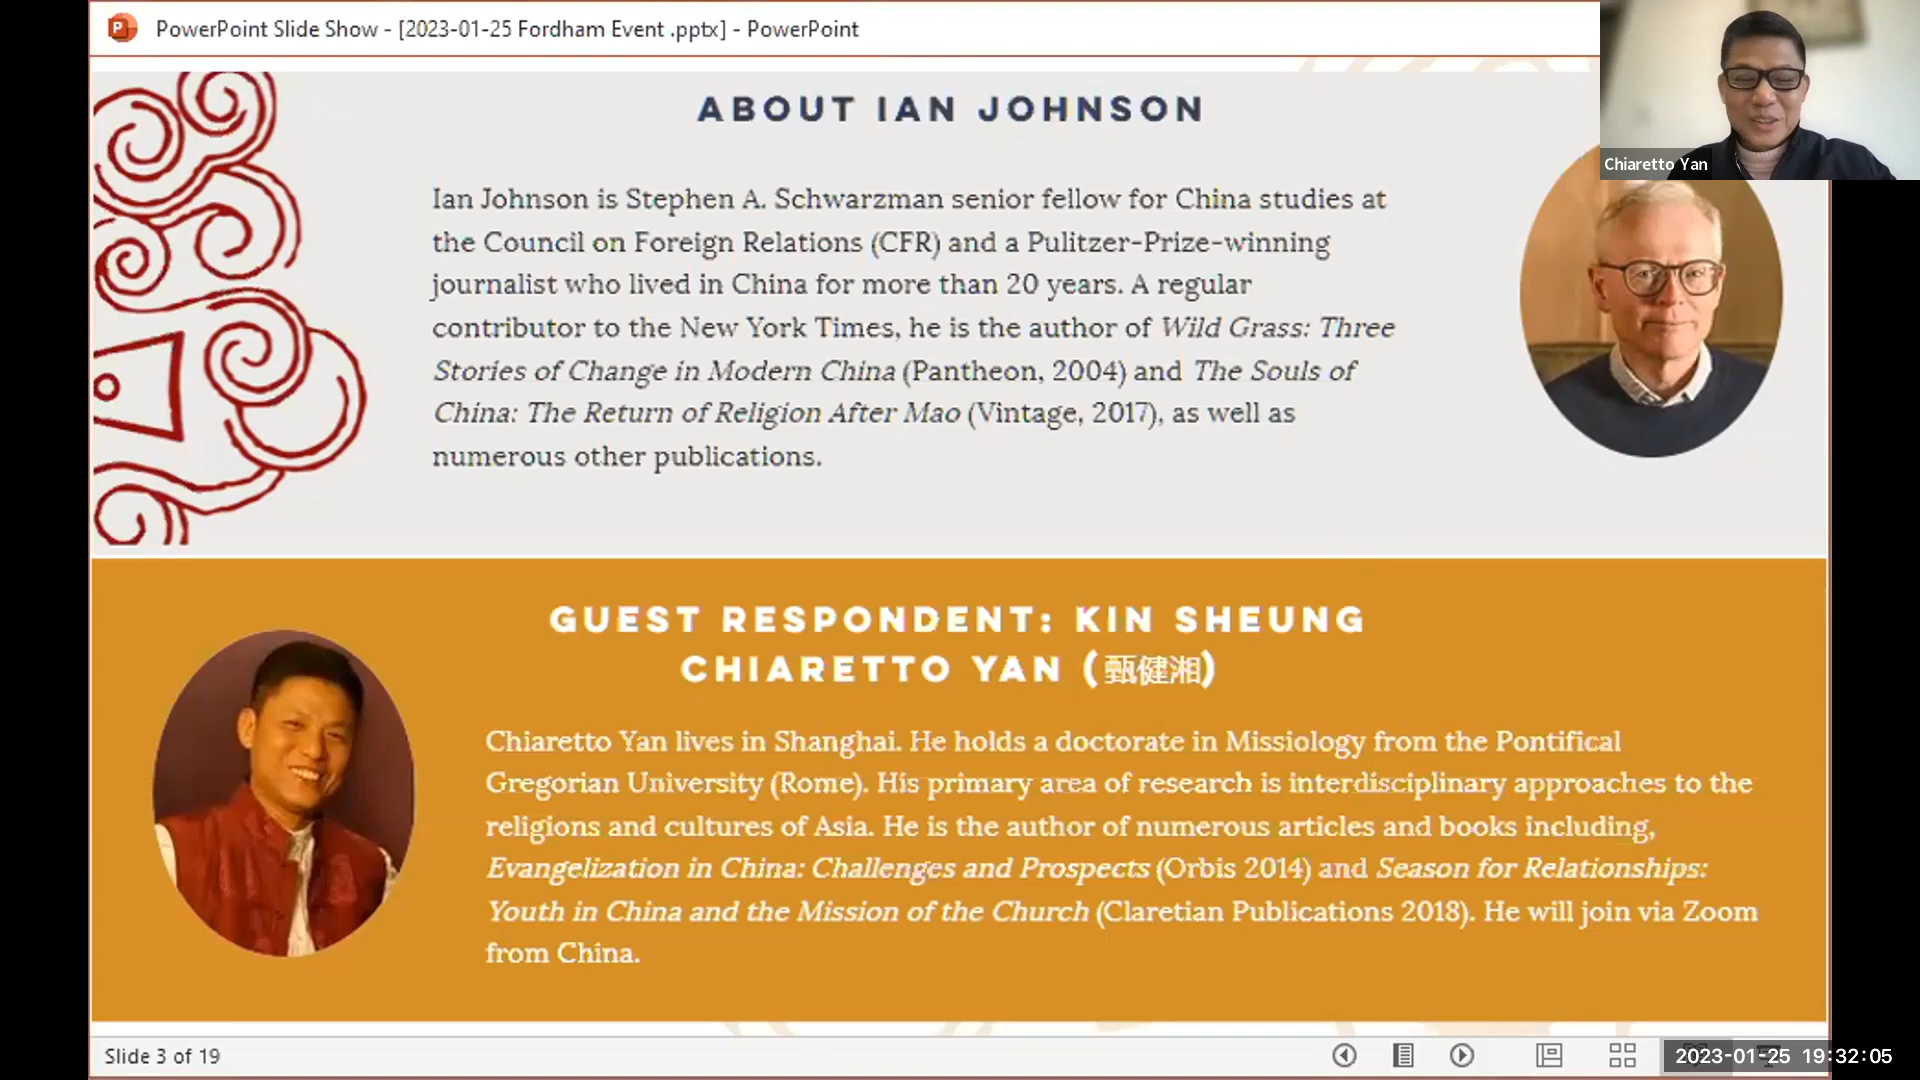 PowerPoint Slide Show - [2023-01-25 Fordham Event .pptx] - PowerPoint
Chiaretto Yan
ABOUT IAN JOHNSON
Ian Johnson is Stephen A. Schwarzman senior fellow for China studies at
the Council on Foreign Relations (CFR) and a Pulitzer-Prize-winning
journalist who lived in China for more than 20 years. A regular
contributor to the New York Times, he is the author of Wild Grass: Three
Stories of Change in Modern China (Pantheon, 2004) and The Souls of
China: The Return of Religion After Mao (Vintage, 2017), as well as
numerous other publications.
GUEST RESPONDENT: KIN SHEUNG
CHIARETTO YAN (甄健湘)
Chiaretto Yan lives in Shanghai. He holds a doctorate in Missiology from the Pontifical
Gregorian University (Rome). His primary area of research is interdisciplinary approaches to the
religions and cultures of Asia. He is the author of numerous articles and books including,
Evangelization in China: Challenges and Prospects (Orbis 2014) and Season for Relationships:
Youth in China and the Mission of the Church (Claretian Publications 2018). He will join via Zoom
from China.
Slide 3 of 19
2023-01-25 19:32:05